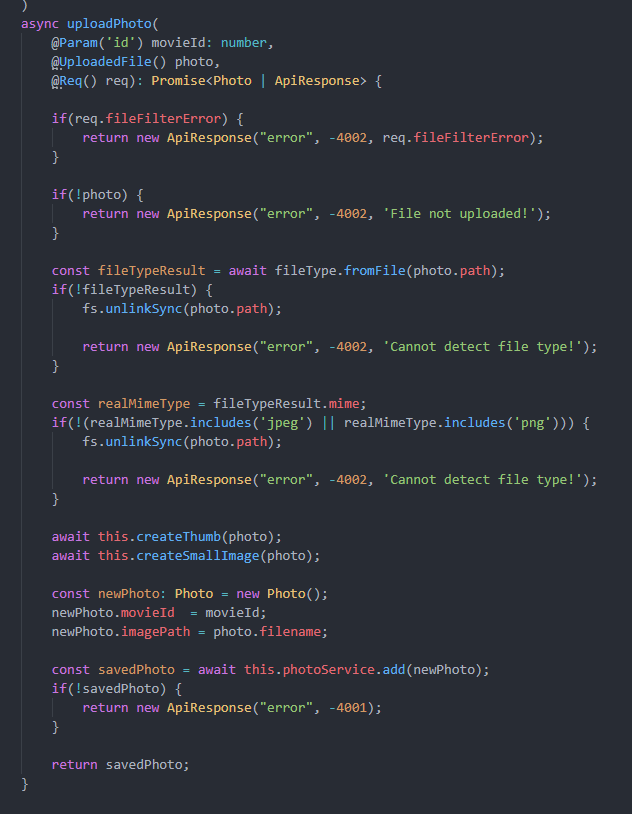 )
async uploadPhoto(
    @Param('id') movieId: number,
    @UploadedFile() photo,
    @Req() req): Promise<Photo | ApiResponse> {
    if(req.fileFilterError) {
        return new ApiResponse("error", -4002, req.fileFilterError);
    }
    if(!photo) {
        return new ApiResponse("error", -4002, 'File not uploaded!');
    }
    const fileTypeResult = await fileType.fromFile(photo.path);
    if(!fileTypeResult) {
        fs.unlinkSync(photo.path);
        return new ApiResponse("error", -4002, 'Cannot detect file type!');
    }
    const realMimeType = fileTypeResult.mime;
    if(!(realMimeType.includes('jpeg') || realMimeType.includes('png'))) {
        fs.unlinkSync(photo.path);
        return new ApiResponse("error", -4002, 'Cannot detect file type!');
    }
    await this.createThumb(photo);
    await this.createSmallImage(photo);
    const newPhoto: Photo = new Photo();
    newPhoto.movieId  = movieId;
    newPhoto.imagePath = photo.filename;
    const savedPhoto = await this.photoService.add(newPhoto);
    if(!savedPhoto) {
        return new ApiResponse("error", -4001);
    }
    return savedPhoto;
}